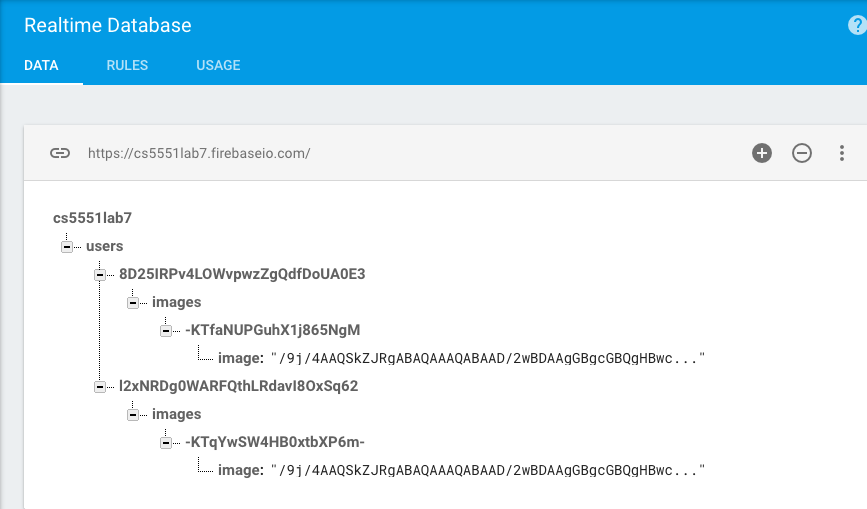 Realtime Database
?
DATA RULES USAGE
https://cs5551lab7.firebaseio.com/
cs5551lab7
users
8D25IRPv4LOWvpwzZgQdfDoUA0E3
images
-KTfaNUPGuhX1j865NgM
image: "/9j/4AAQSkZJRgABAQAAAQABAAD/2wBDAAgGBgcGBQgHBwc..."
l2xNRDg0WARFQthLRdavI8OxSq62
images
-KTqYwSW4HB0xtbXP6m-
image: "/9j/4AAQSkZJRgABAQAAAQABAAD/2wBDAAgGBgcGBQgHBwc..."